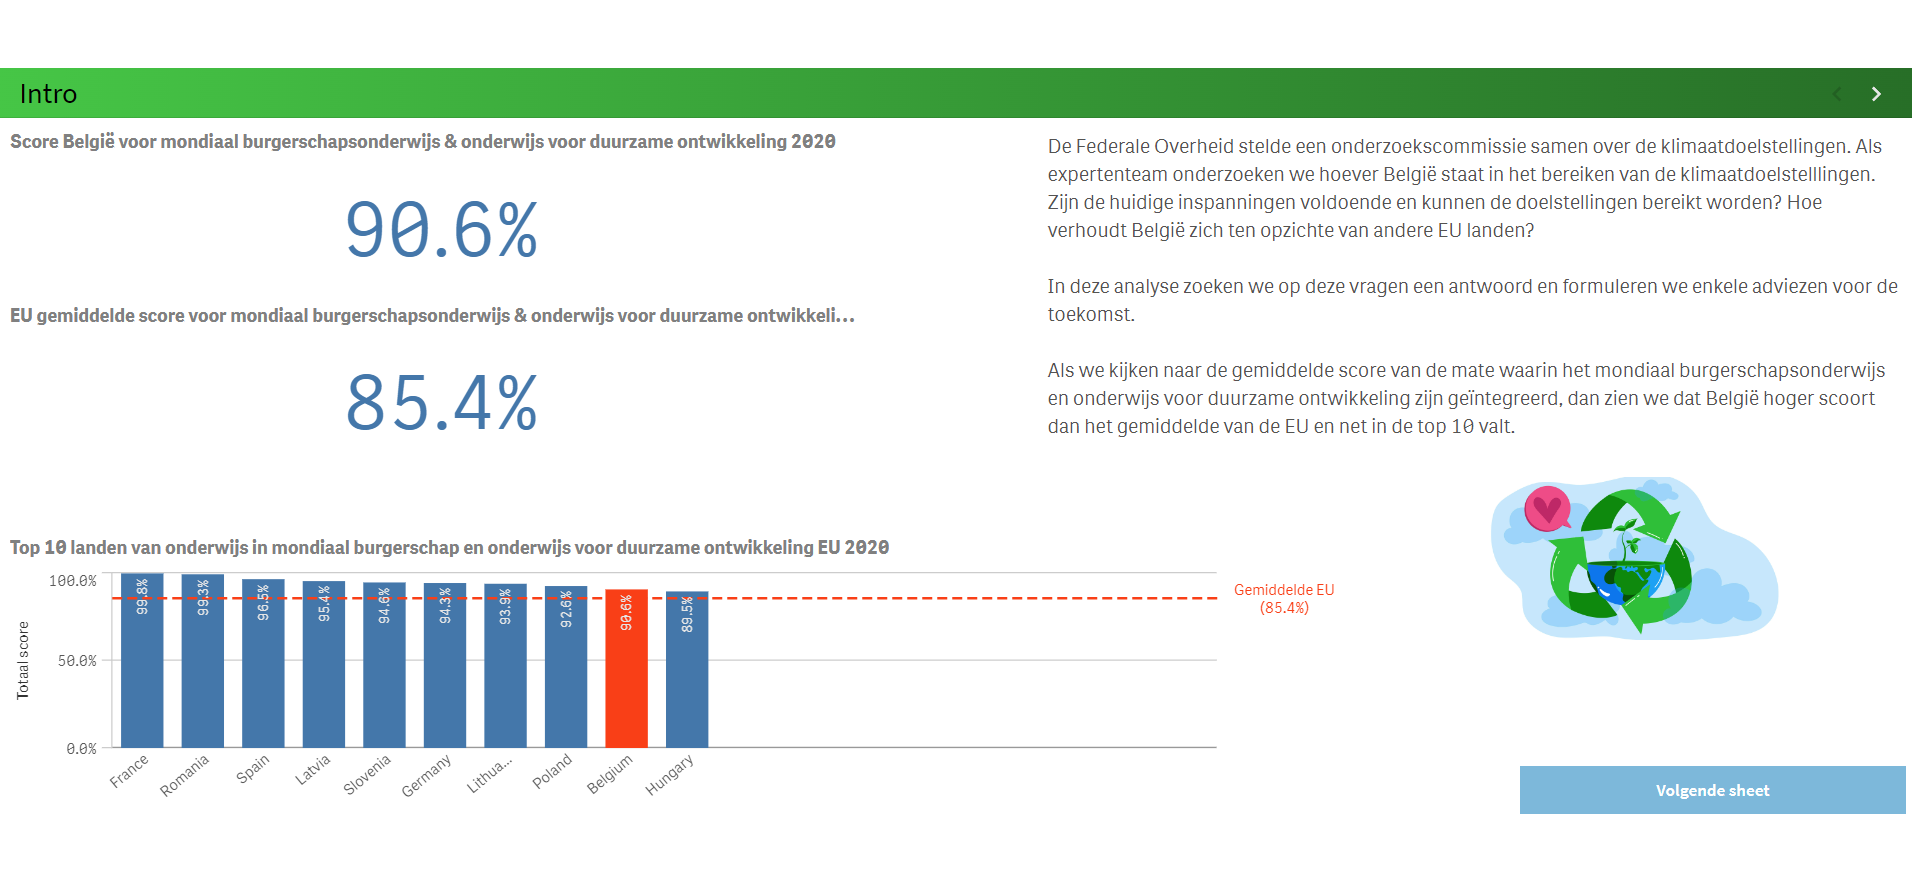 Intro
Score België voor mondiaal burgerschapsonderwijs & onderwijs voor duurzame ontwikkeling 2020
90.6%
EU gemiddelde score voor mondiaal burgerschapsonderwijs & onderwijs voor duurzame ontwikkeli...
85.4%
De Federale Overheid stelde een onderzoekscommissie samen over de klimaatdoelstellingen. Als
expertenteam onderzoeken we hoever België staat in het bereiken van de klimaatdoelstelllingen.
Zijn de huidige inspanningen voldoende en kunnen de doelstellingen bereikt worden? Hoe
verhoudt België zich ten opzichte van andere EU landen?
In deze analyse zoeken we op deze vragen een antwoord en formuleren we enkele adviezen voor de
toekomst.
Als we kijken naar de gemiddelde score van de mate waarin het mondiaal burgerschapsonderwijs
en onderwijs voor duurzame ontwikkeling zijn geïntegreerd, dan zien we dat België hoger scoort
dan het gemiddelde van de EU en net in de top 10 valt.
Top 10 landen van onderwijs in mondiaal burgerschap en onderwijs voor duurzame ontwikkeling EU 2020
Totaal score
100.0%
50.0%
0.0%
99.8%
99.3%
96.5%
95.4%
94.6%
94.3%
93.9%
92.6%
90.6%
89.5%
Gemiddelde EU
(85.4%)
France
Romania
Spain
Latvia
Slovenia
Germany
Lithua...
Poland
Belgium
Hungary
Volgende sheet